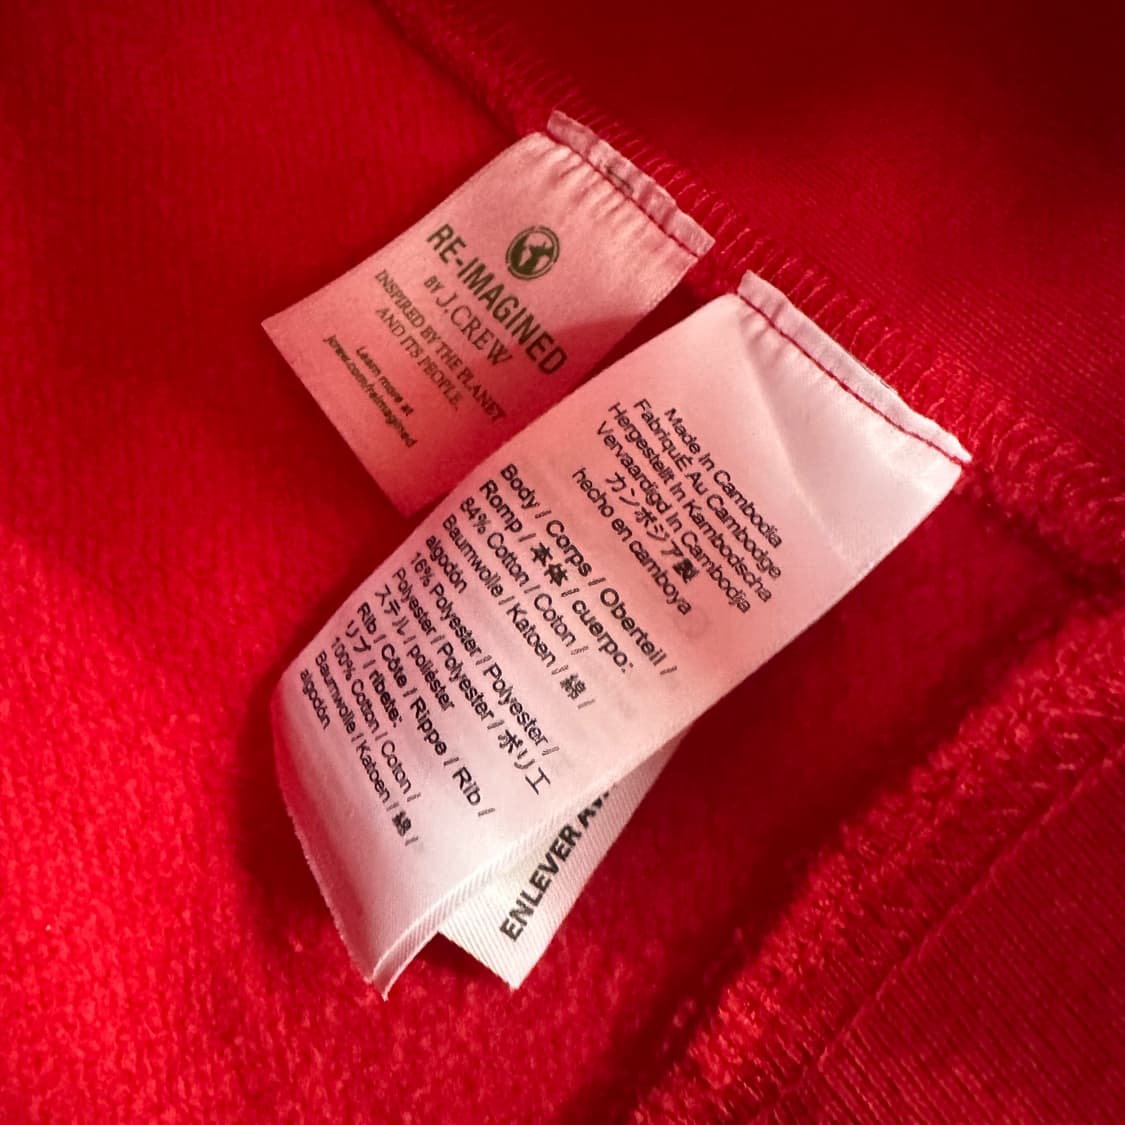 RE-IMAGINED
BY J.CREW
INSPIRED BY THE PLANET
AND ITS PEOPLE.
Learn more at
jcrew.com/reimagined
Made In Cambodia
FabriquÉ Au Cambodge
Hergestellt In Kambodscha
Vervaardigd In Cambodja
カンボジア製
hecho en camboya
Body / Corps / Oberteil /
Romp / 本体 / cuerpo:
84% Cotton / Coton /
Baumwolle / Katoen / 綿 /
algodón
16% Polyester / Polyester /
Polyester / Polyester / ポリエ
ステル / poliéster
Rib / Côte / Rippe / Rib /
リブ / ribete:
100% Cotton / Coton /
Baumwolle / Katoen / 綿 /
algodón
ENLEVER